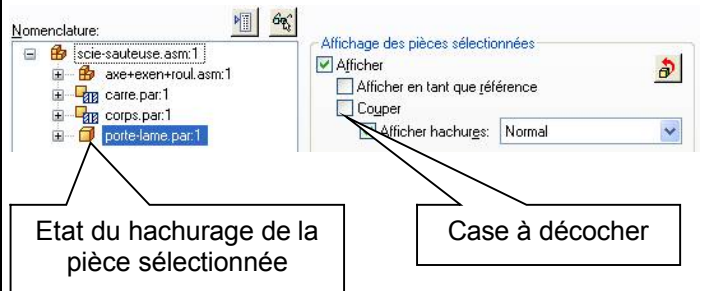 Nomenclature:
scie-sauteuse.asm:1
axe+exen+roul.asm:1
carre.par:1
corps.par:1
porte-lame.par:1
Affichage des pièces sélectionnées
Afficher
Afficher en tant que référence
Couper
Afficher hachures: Normal
Etat du hachurage de la
pièce sélectionnée
Case à décocher